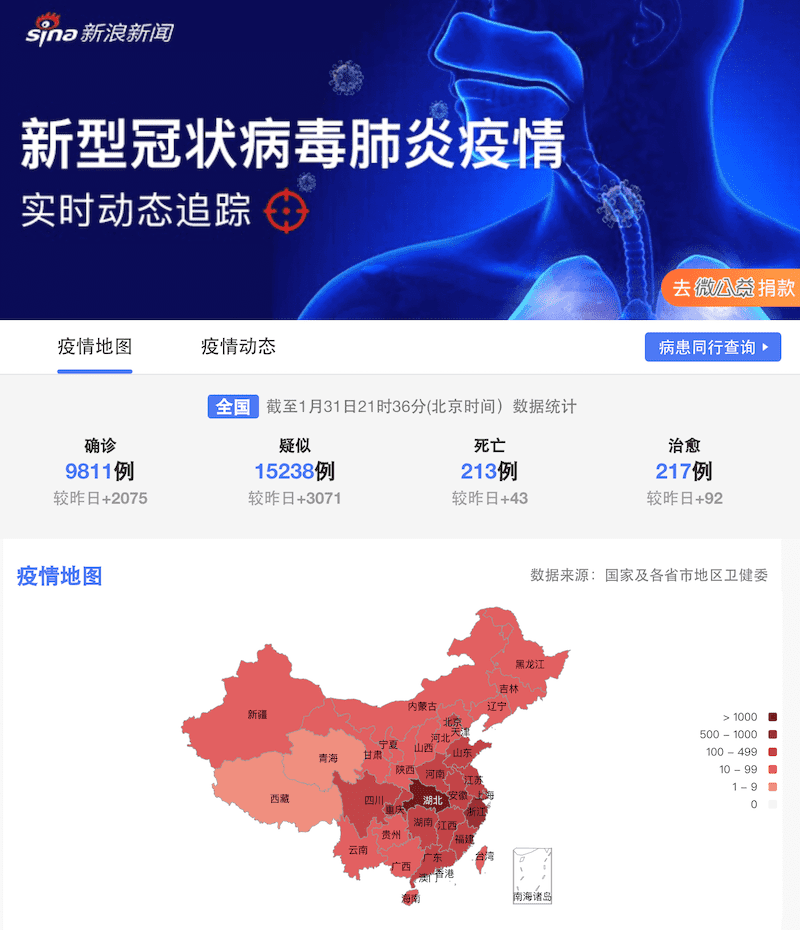 sina 新浪新闻
新型冠状病毒肺炎疫情
实时动态追踪
去微公益捐款
疫情地图 疫情动态 病患同行查询
全国 截至1月31日21时36分(北京时间) 数据统计
确诊 疑似 死亡 治愈
9811例 15238例 213例 217例
较昨日+2075 较昨日+3071 较昨日+43 较昨日+92
疫情地图 数据来源：国家及各省市地区卫健委
黑龙江
吉林
辽宁
内蒙古
新疆
北京
天津
河北
宁夏
山西
山东
甘肃
青海
陕西
河南
江苏
西藏
四川
重庆
湖北
安徽
上海
浙江
湖南
江西
贵州
福建
云南
广西
广东
台湾
香港
澳门
海南
南海诸岛
> 1000
500 - 1000
100 - 499
10 - 99
1 - 9
0